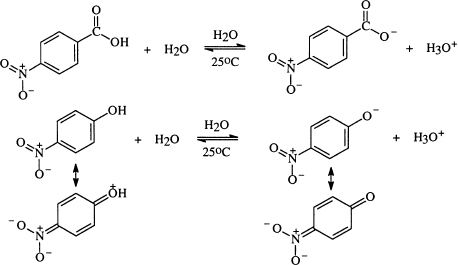 O
C OH
+ H2O
H2O
25°C
O
C O-
+ H3O+
O N+ O-
O N+ O-
OH
+ H2O
H2O
25°C
O-
+ H3O+
O N+ O-
O N+ O-
+OH
-O N+ O-
O
-O N+ O-